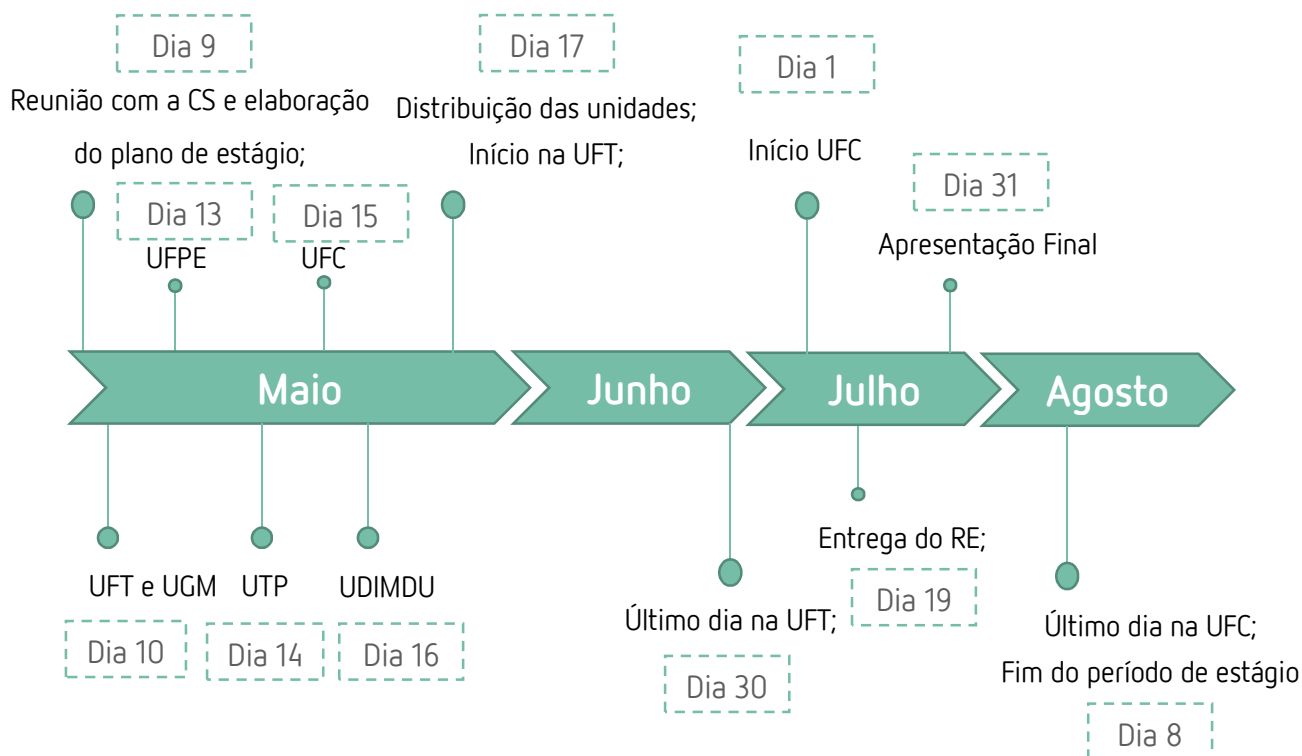 Dia 9
Reunião com a CS e elaboração
do plano de estágio;
Dia 13
UFPE
Dia 15
UFC
Dia 17
Distribuição das unidades;
Início na UFT;
Dia 1
Início UFC
Dia 31
Apresentação Final
Maio
Junho
Julho
Agosto
UFT e UGM
Dia 10
UTP
Dia 14
UDIMDU
Dia 16
Último dia na UFT;
Dia 30
Entrega do RE;
Dia 19
Último dia na UFC;
Fim do período de estágio
Dia 8